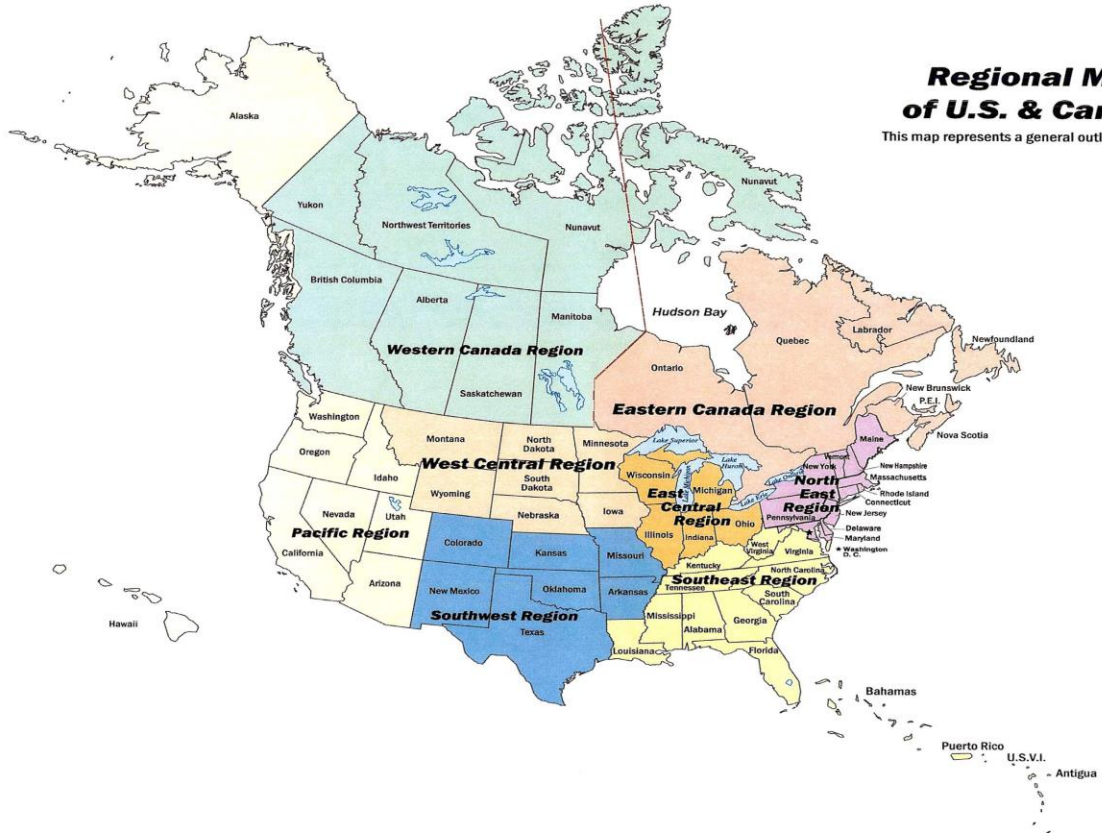 Regional M
of U.S. & Car
This map represents a general outl
Alaska
Yukon
Northwest Territories
Nunavut
Nunavut
British Columbia
Alberta
Manitoba
Saskatchewan
Western Canada Region
Hudson Bay
Quebec
Labrador
Newfoundland
Ontario
Eastern Canada Region
New Brunswick
P.E.I.
Nova Scotia
Washington
Oregon
Idaho
Montana
North
Dakota
Minnesota
West Central Region
South
Dakota
Wyoming
Nebraska
Iowa
Lake Superior
Lake Michigan
Lake
Huron
Lake Ontario
Lake Erie
Wisconsin
Michigan
East
Central
Region
Illinois
Indiana
Ohio
Maine
Vermont
New York
New Hampshire
Massachusetts
Rhode Island
Connecticut
North
East
Region
Pennsylvania
New Jersey
Delaware
Maryland
Washington
D. C.
Nevada
Utah
Pacific Region
California
Arizona
Colorado
Kansas
Missouri
New Mexico
Oklahoma
Arkansas
Southwest Region
Texas
West
Virginia
Virginia
Kentucky
North Carolina
Southeast Region
Tennessee
South
Carolina
Mississippi
Alabama
Georgia
Louisiana
Florida
Hawaii
Bahamas
Puerto Rico
U.S.V.I.
Antigua